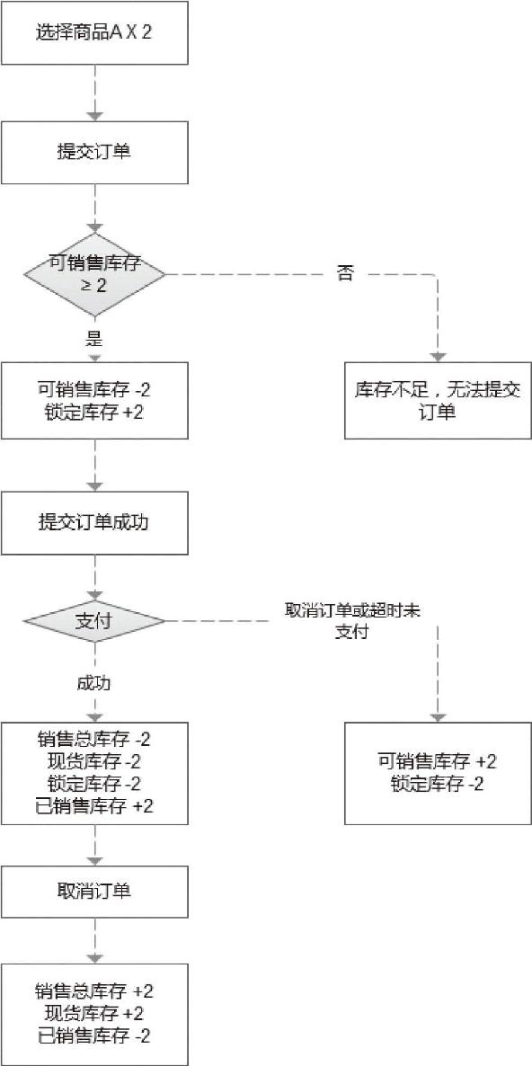 选择商品A X 2
提交订单
可销售库存
≥ 2
否
是
可销售库存 -2
锁定库存 +2
库存不足，无法提交
订单
提交订单成功
支付
取消订单或超时未
支付
成功
销售总库存 -2
现货库存 -2
锁定库存 -2
已销售库存 +2
可销售库存 +2
锁定库存 -2
取消订单
销售总库存 +2
现货库存 +2
已销售库存 -2